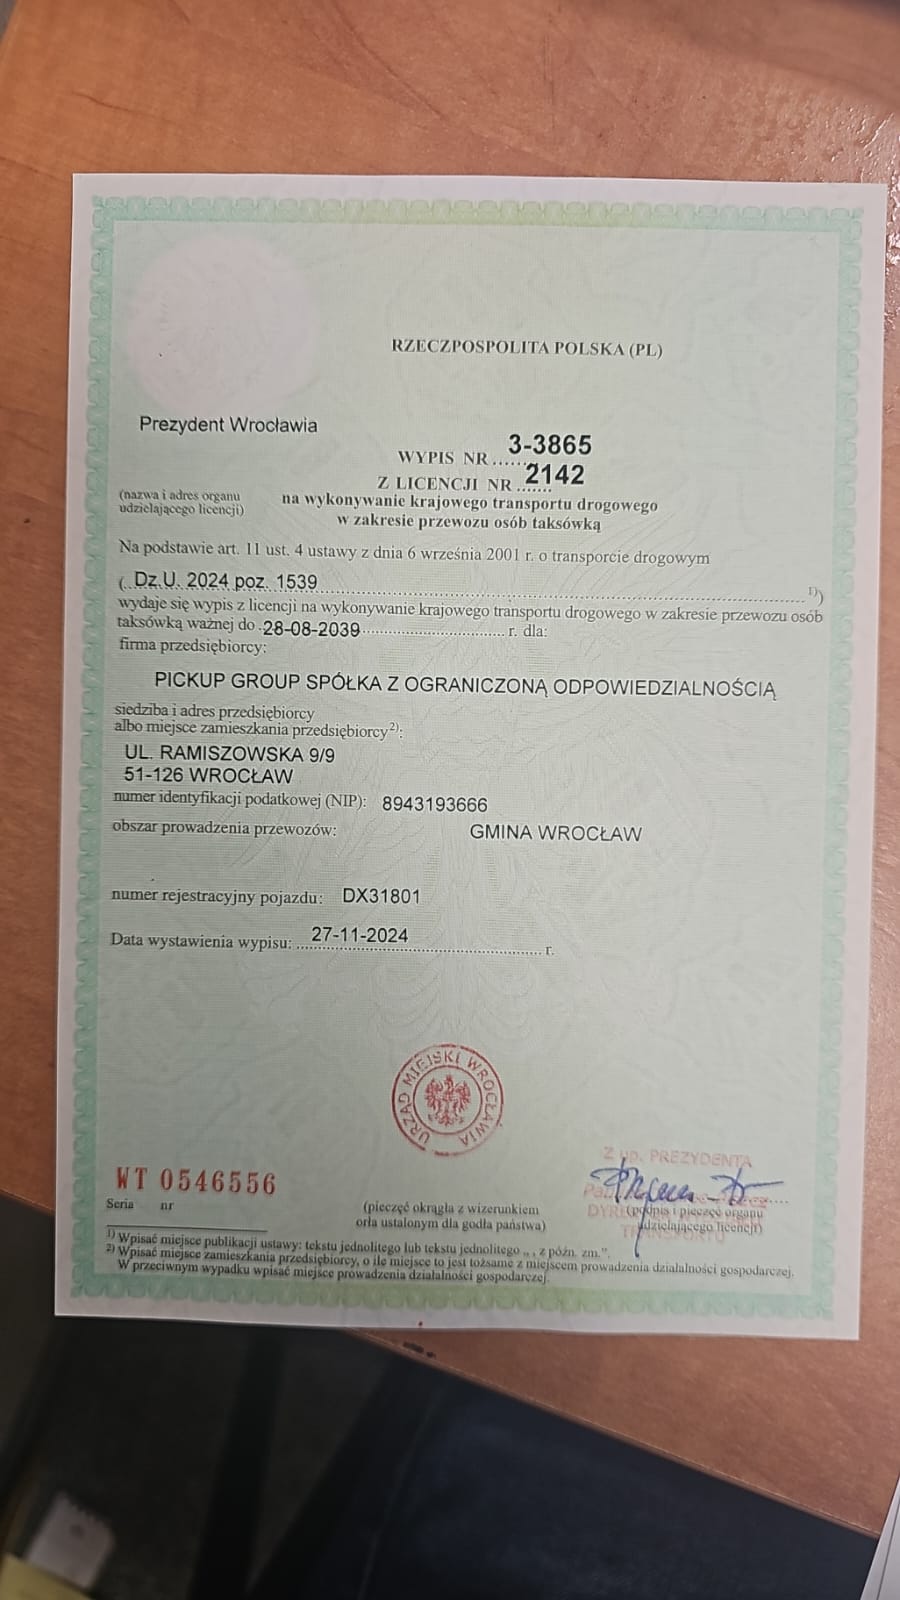 RZECZPOSPOLITA POLSKA (PL)
Prezydent Wrocławia
WYPIS NR...... 3-3865
Z LICENCJI NR ....... 2142
(nazwa i adres organu
udzielającego licencji)
na wykonywanie krajowego transportu drogowego
w zakresie przewozu osób taksówką
Na podstawie art. 11 ust. 4 ustawy z dnia 6 września 2001 r. o transporcie drogowym
(..Dz.U. 2024 poz. 1539 ........ 1))
wydaje się wypis z licencji na wykonywanie krajowego transportu drogowego w zakresie przewozu osób
taksówką ważnej do .28-08-2039........ r. dla:
firma przedsiębiorcy:
PICKUP GROUP SPÓŁKA Z OGRANICZONĄ ODPOWIEDZIALNOŚCIĄ
siedziba i adres przedsiębiorcy
albo miejsce zamieszkania przedsiębiorcy2):
UL. RAMISZOWSKA 9/9
51-126 WROCŁAW
numer identyfikacji podatkowej (NIP): 8943193666
obszar prowadzenia przewozów: GMINA WROCŁAW
numer rejestracyjny pojazdu: DX31801
Data wystawienia wypisu: ...27-11-2024........ r.
URZĄD MIEJSKI WROCŁAWIA
WT 0546556
Seria nr
(pieczęć okrągła z wizerunkiem
orła ustalonym dla godła państwa)
Z up. PREZYDENTA
(podpis i pieczęć organu
udzielającego licencji)
1) Wpisać miejsce publikacji ustawy: tekstu jednolitego lub tekstu jednolitego „ , z późn. zm.”.
2) Wpisać miejsce zamieszkania przedsiębiorcy, o ile miejsce to jest tożsame z miejscem prowadzenia działalności gospodarczej.
W przeciwnym wypadku wpisać miejsce prowadzenia działalności gospodarczej.